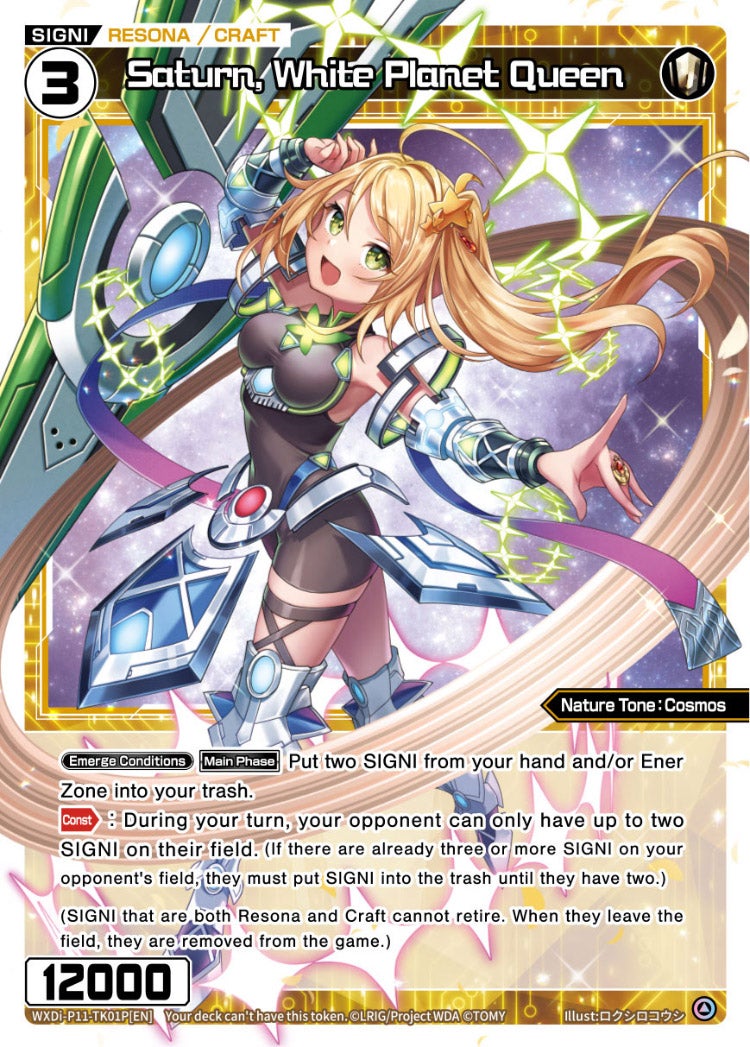 SIGNI RESONA / CRAFT
3 Saturn, White Planet Queen
Nature Tone : Cosmos
Emerge Conditions Main Phase Put two SIGNI from your hand and/or Ener
Zone into your trash.
Const : During your turn, your opponent can only have up to two
SIGNI on their field. (If there are already three or more SIGNI on your
opponent's field, they must put SIGNI into the trash until they have two.)
(SIGNI that are both Resona and Craft cannot retire. When they leave the
field, they are removed from the game.)
12000
WXDi-P11-TK01P[EN] Your deck can't have this token. ©LRIG/Project WDA ©TOMY Illust:ロクシロコウシ